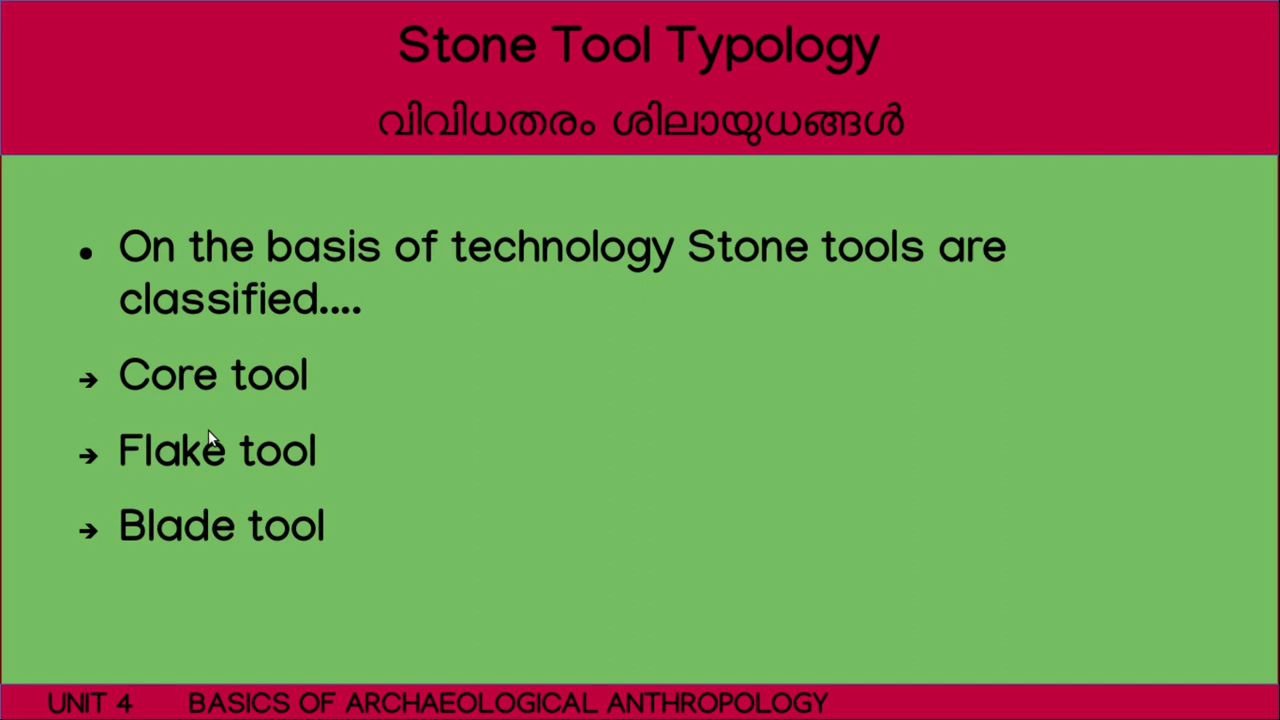 Stone Tool Typology
വിവിധതരം ശിലായുധങ്ങൾ
• On the basis of technology Stone tools are
classified....
➔ Core tool
➔ Flake tool
➔ Blade tool
UNIT 4 BASICS OF ARCHAEOLOGICAL ANTHROPOLOGY